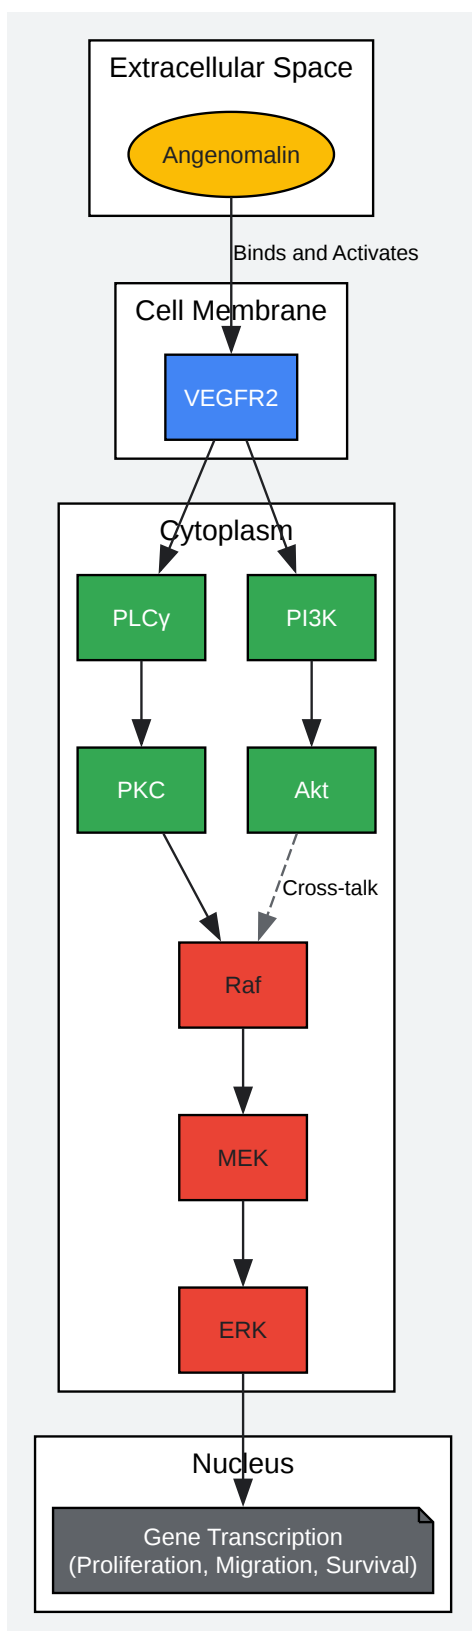 Extracellular Space
Angenomalin
Binds and Activates
Cell Membrane
VEGFR2
Cytoplasm
PLCγ
PI3K
PKC
Akt
Cross-talk
Raf
MEK
ERK
Nucleus
Gene Transcription
(Proliferation, Migration, Survival)